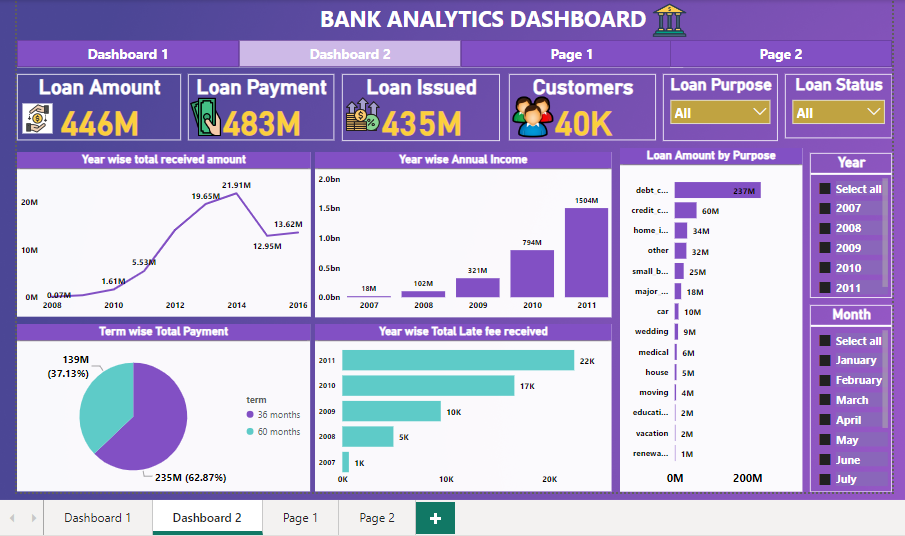 BANK ANALYTICS DASHBOARD
Dashboard 1 Dashboard 2 Page 1 Page 2
Loan Amount
446M
Loan Payment
483M
Loan Issued
435M
Customers
40K
Loan Purpose
All
Loan Status
All
Year wise total received amount
20M
10M
0M
0.07M
1.61M
5.53M
19.65M
21.91M
12.95M
13.62M
2008 2010 2012 2014 2016
Year wise Annual Income
2.0bn
1.5bn
1.0bn
0.5bn
0.0bn
18M
102M
321M
794M
1504M
2007 2008 2009 2010 2011
Loan Amount by Purpose
debt c... 237M
credit c... 60M
home i... 34M
other 32M
small_b... 25M
major_... 18M
car 10M
wedding 9M
medical 6M
house 5M
moving 4M
educati... 2M
vacation 2M
renewa... 1M
0M 200M
Year
Select all
2007
2008
2009
2010
2011
Month
Select all
January
February
March
April
May
June
July
Term wise Total Payment
139M
(37.13%)
235M (62.87%)
term
36 months
60 months
Year wise Total Late fee received
2011 22K
2010 17K
2009 10K
2008 5K
2007 1K
0K 10K 20K
Dashboard 1 Dashboard 2 Page 1 Page 2 +